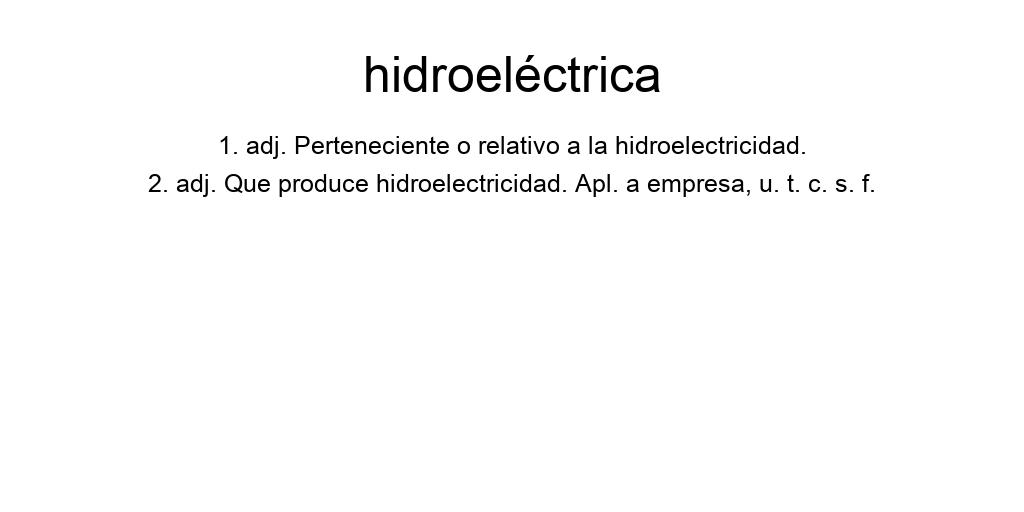 hidroeléctrica
1. adj. Perteneciente o relativo a la hidroelectricidad.
2. adj. Que produce hidroelectricidad. Apl. a empresa, u. t. c. s. f.